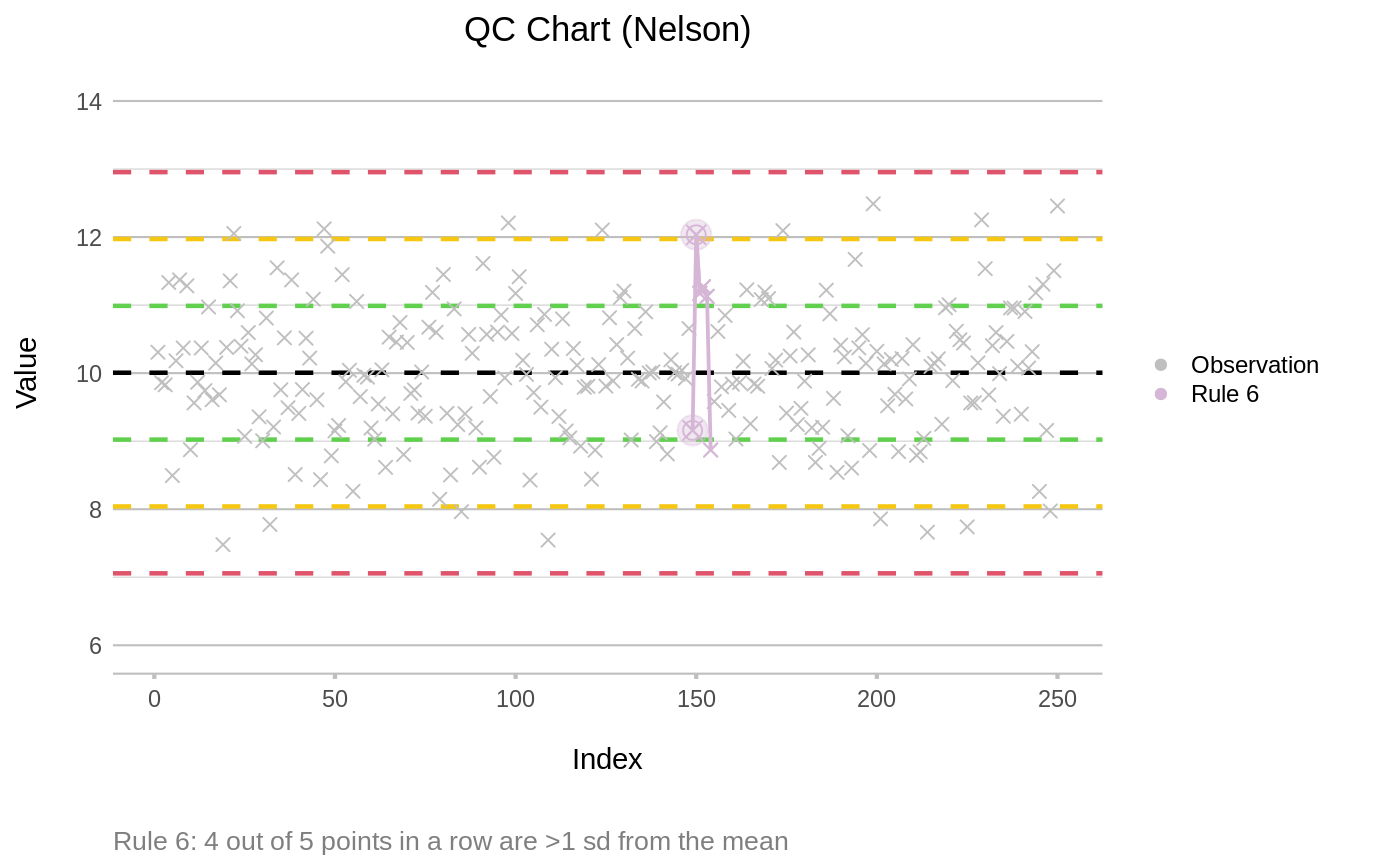 QC Chart (Nelson)
14
12
10
8
6
Value
0 50 100 150 200 250
Index
Observation
Rule 6
Rule 6: 4 out of 5 points in a row are >1 sd from the mean